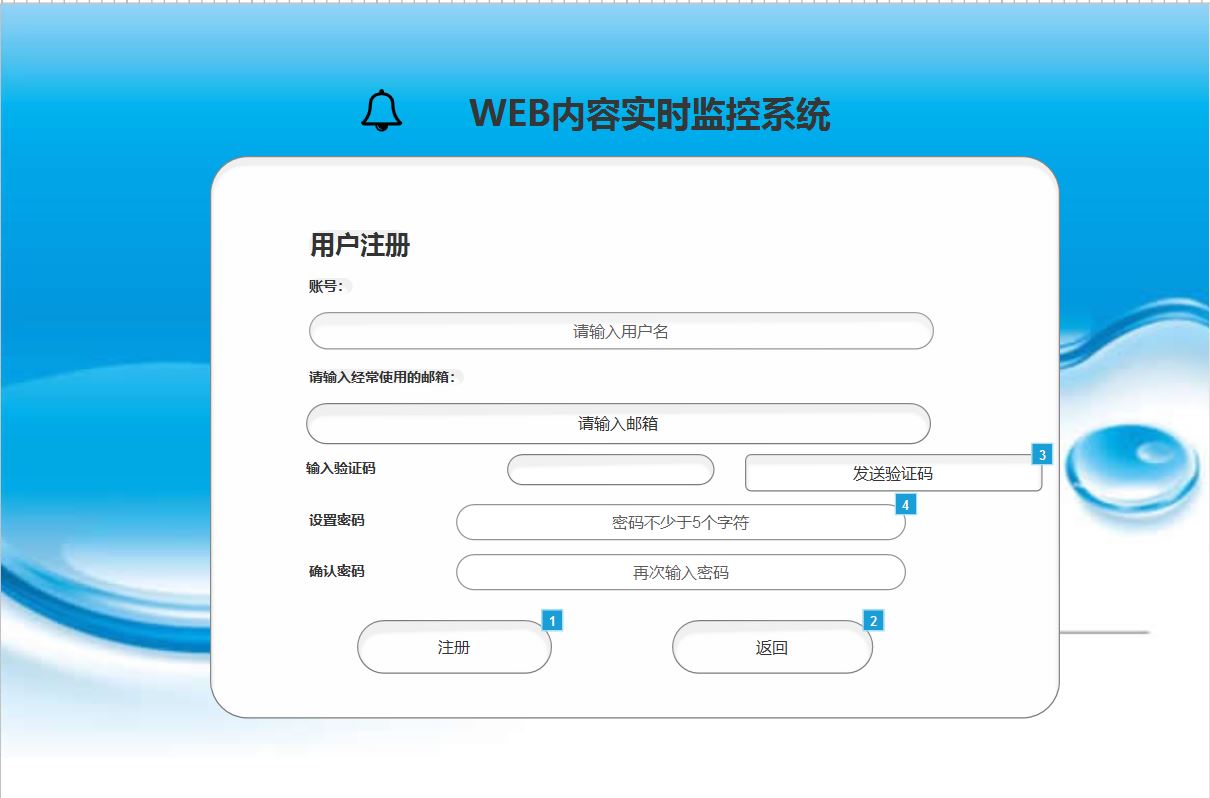 WEB内容实时监控系统
用户注册
账号：
请输入用户名
请输入经常使用的邮箱：
请输入邮箱
输入验证码
发送验证码
3
设置密码
密码不少于5个字符
4
确认密码
再次输入密码
注册
1
返回
2